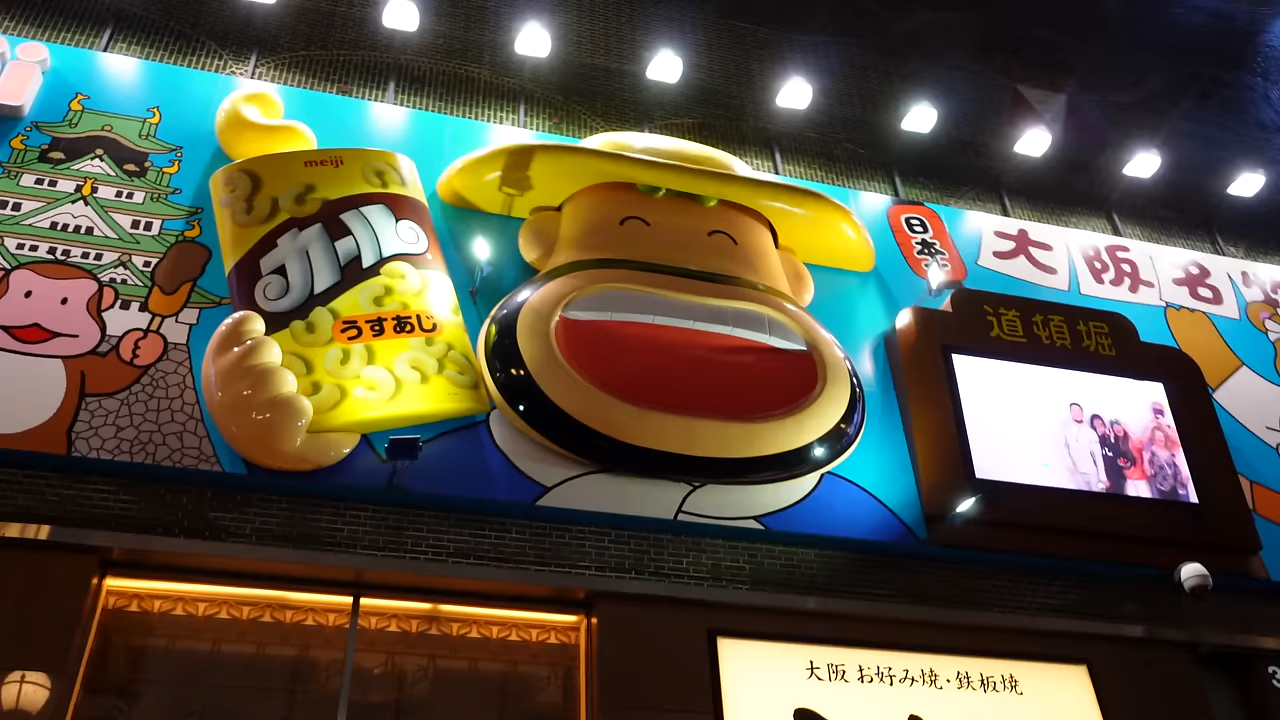 meiji
カール
うすあじ
日本
大阪名物
道頓堀
大阪 お好み焼・鉄板焼